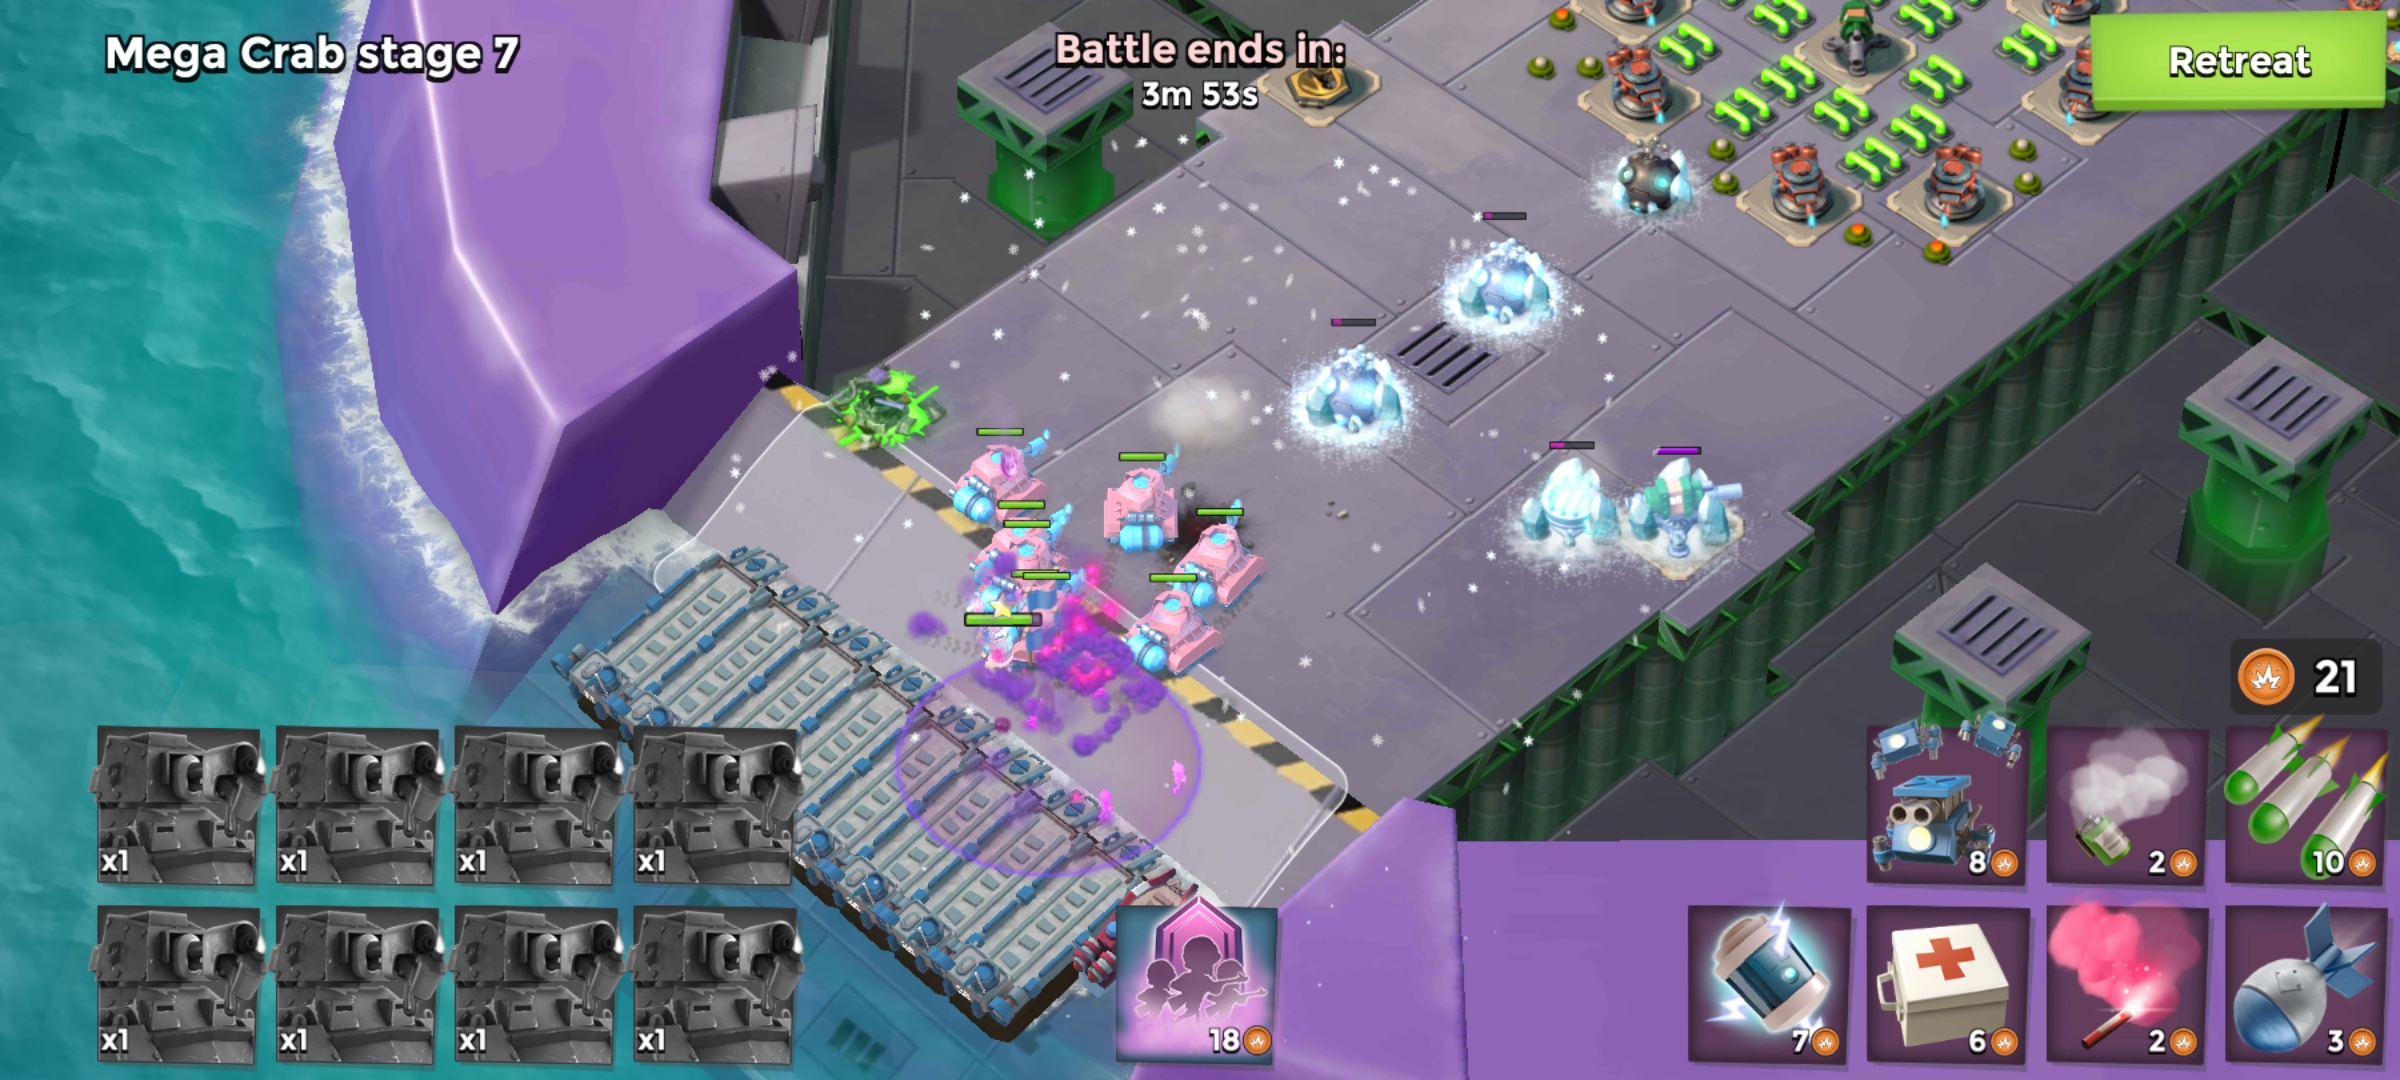 Mega Crab stage 7
Battle ends in:
3m 53s
Retreat
21
8
2
10
x1
x1
x1
x1
x1
x1
x1
x1
18
7
6
2
3